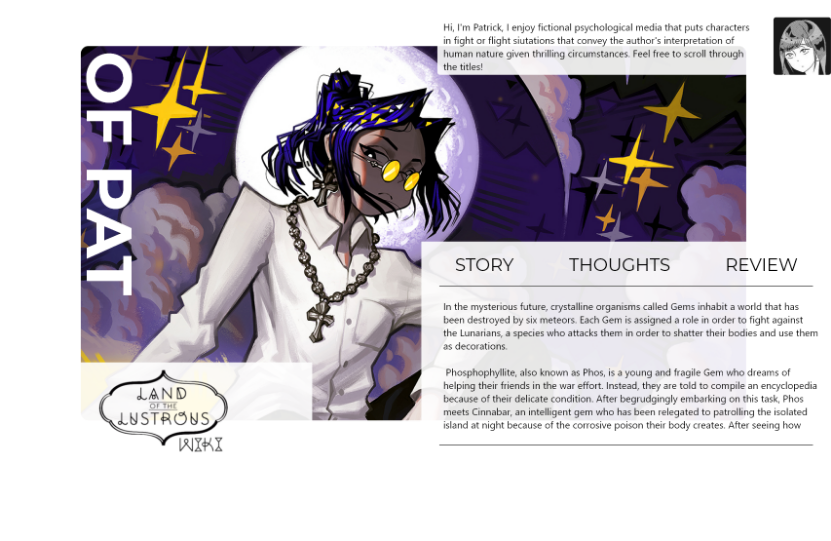 Hi, I'm Patrick, I enjoy fictional psychological media that puts characters
in fight or flight siutations that convey the author's interpretation of
human nature given thrilling circumstances. Feel free to scroll through
the titles!
OF PAT
STORY THOUGHTS REVIEW
In the mysterious future, crystalline organisms called Gems inhabit a world that has
been destroyed by six meteors. Each Gem is assigned a role in order to fight against
the Lunarians, a species who attacks them in order to shatter their bodies and use them
as decorations.
Phosphophyllite, also known as Phos, is a young and fragile Gem who dreams of
helping their friends in the war effort. Instead, they are told to compile an encyclopedia
because of their delicate condition. After begrudgingly embarking on this task, Phos
meets Cinnabar, an intelligent gem who has been relegated to patrolling the isolated
island at night because of the corrosive poison their body creates. After seeing how
LAND
OF THE
LUSTROUS
WIKI